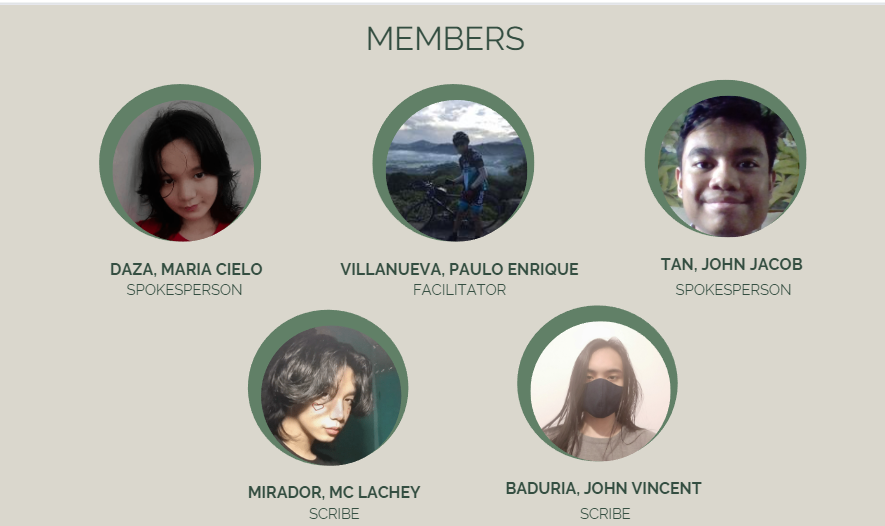 MEMBERS
DAZA, MARIA CIELO
SPOKESPERSON
VILLANUEVA, PAULO ENRIQUE
FACILITATOR
TAN, JOHN JACOB
SPOKESPERSON
MIRADOR, MC LACHEY
SCRIBE
BADURIA, JOHN VINCENT
SCRIBE